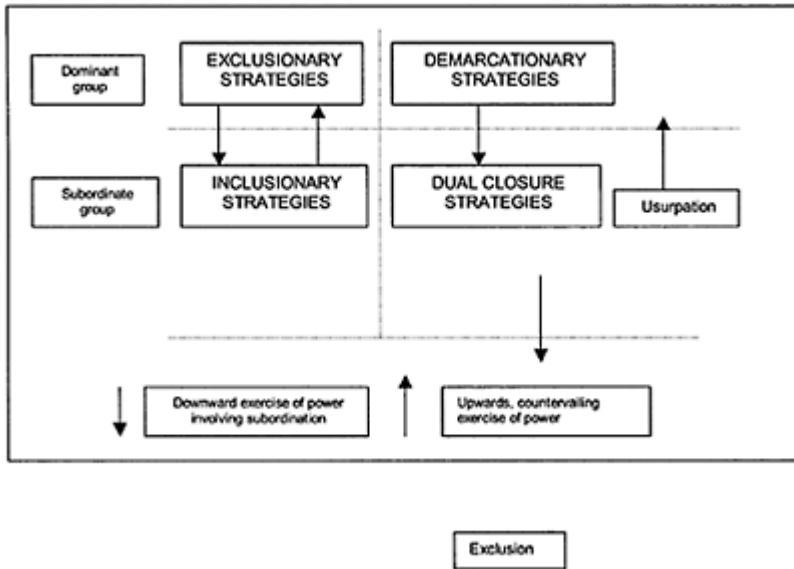 Dominant
group
EXCLUSIONARY
STRATEGIES
DEMARCATIONARY
STRATEGIES
Subordinate
group
INCLUSIONARY
STRATEGIES
DUAL CLOSURE
STRATEGIES
Usurpation
Downward exercise of power
involving subordination
Upwards, countervailing
exercise of power
Exclusion